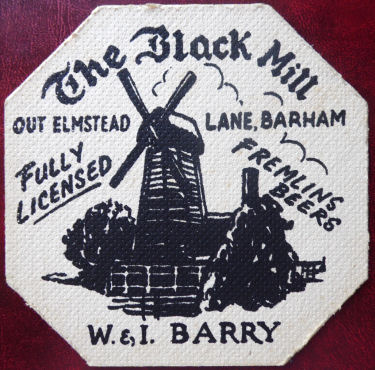 The Black Mill
OUT ELMSTEAD LANE, BARHAM
FULLY
LICENSED
FREMLINS
BEERS
W. & I. BARRY